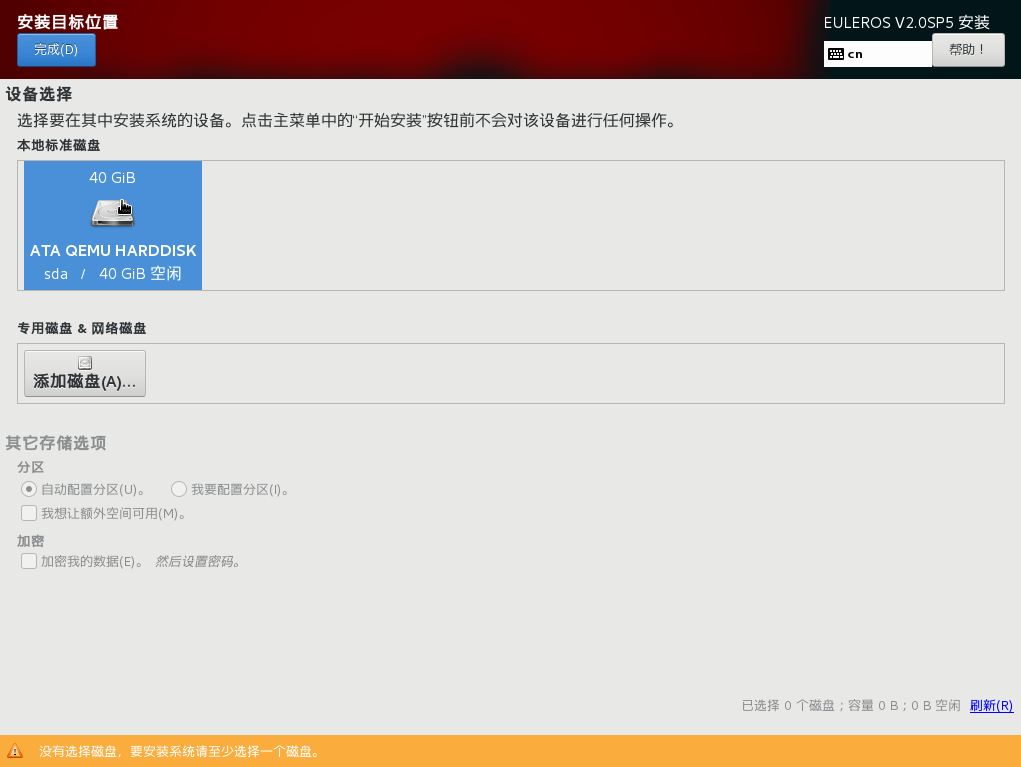 安装目标位置
EULEROS V2.0SP5 安装
完成(D)
cn
帮助！
设备选择
选择要在其中安装系统的设备。点击主菜单中的“开始安装”按钮前不会对该设备进行任何操作。
本地标准磁盘
40 GiB
ATA QEMU HARDDISK
sda / 40 GiB 空闲
专用磁盘 & 网络磁盘
添加磁盘(A)...
其它存储选项
分区
自动配置分区(U)。 我要配置分区(I)。
我想让额外空间可用(M)。
加密
加密我的数据(E)。 然后设置密码。
已选择 0 个磁盘；容量 0 B；0 B 空闲 刷新(R)
没有选择磁盘，要安装系统请至少选择一个磁盘。